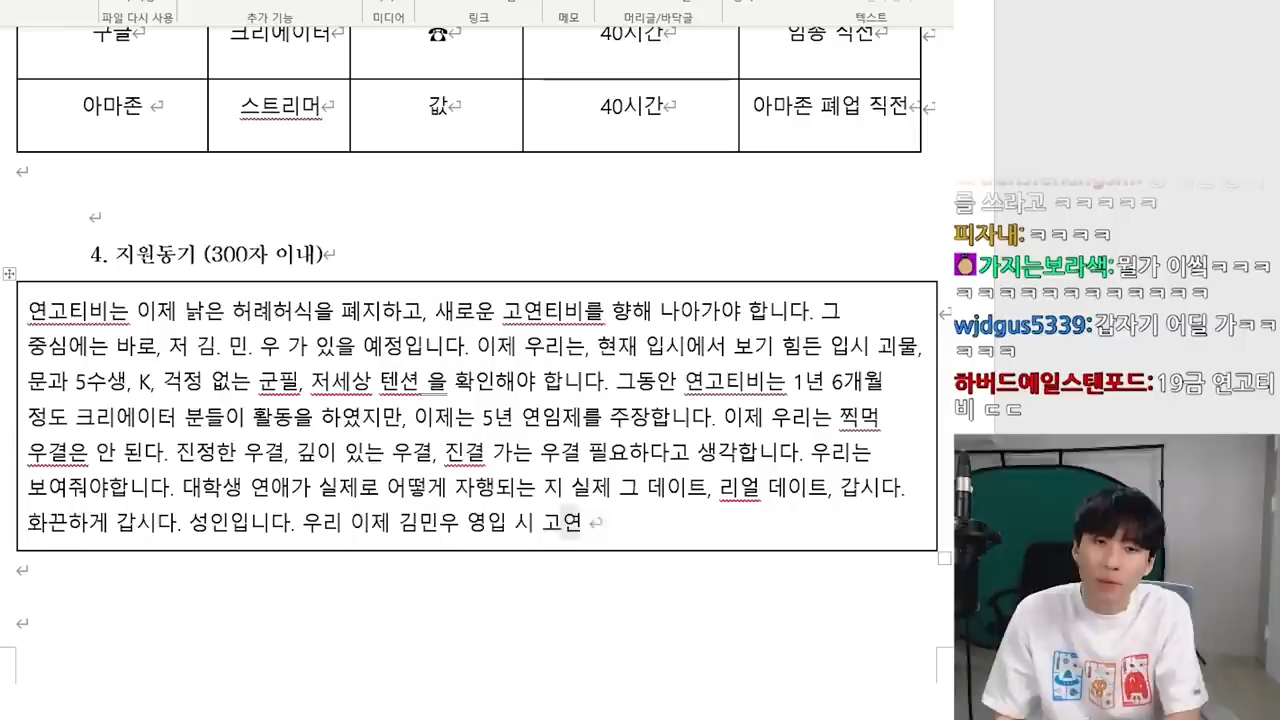 파일 다시 사용
추가 기능
미디어
링크
메모
머리글/바닥글
텍스트
구글 크리에이터 ☎ 40시간 임종 직전
아마존 스트리머 값 40시간 아마존 폐업 직전
4. 지원동기 (300자 이내)
연고티비는 이제 낡은 허례허식을 폐지하고, 새로운 고연티비를 향해 나아가야 합니다. 그
중심에는 바로, 저 김. 민. 우 가 있을 예정입니다. 이제 우리는, 현재 입시에서 보기 힘든 입시 괴물,
문과 5수생, K, 걱정 없는 군필, 저세상 텐션 을 확인해야 합니다. 그동안 연고티비는 1년 6개월
정도 크리에이터 분들이 활동을 하였지만, 이제는 5년 연임제를 주장합니다. 이제 우리는 찍먹
우결은 안 된다. 진정한 우결, 깊이 있는 우결, 진결 가는 우결 필요하다고 생각합니다. 우리는
보여줘야합니다. 대학생 연애가 실제로 어떻게 자행되는 지 실제 그 데이트, 리얼 데이트, 갑시다.
화끈하게 갑시다. 성인입니다. 우리 이제 김민우 영입 시 고연
를 쓰라고 ㅋㅋㅋㅋㅋ
피자내: ㅋㅋㅋㅋ
가지는보라색: 뭘가 이씩ㅋㅋㅋ
ㅋㅋㅋㅋㅋㅋㅋㅋㅋㅋㅋㅋ
wjdgus5339: 갑자기 어딜 가ㅋㅋ
ㅋㅋㅋ
하버드예일스탠포드: 19금 연고티
비 ㄷㄷ